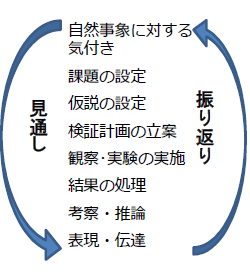 自然事象に対する
気付き
課題の設定
仮説の設定
検証計画の立案
観察･実験の実施
結果の処理
考察・推論
表現・伝達
見通し
振り返り